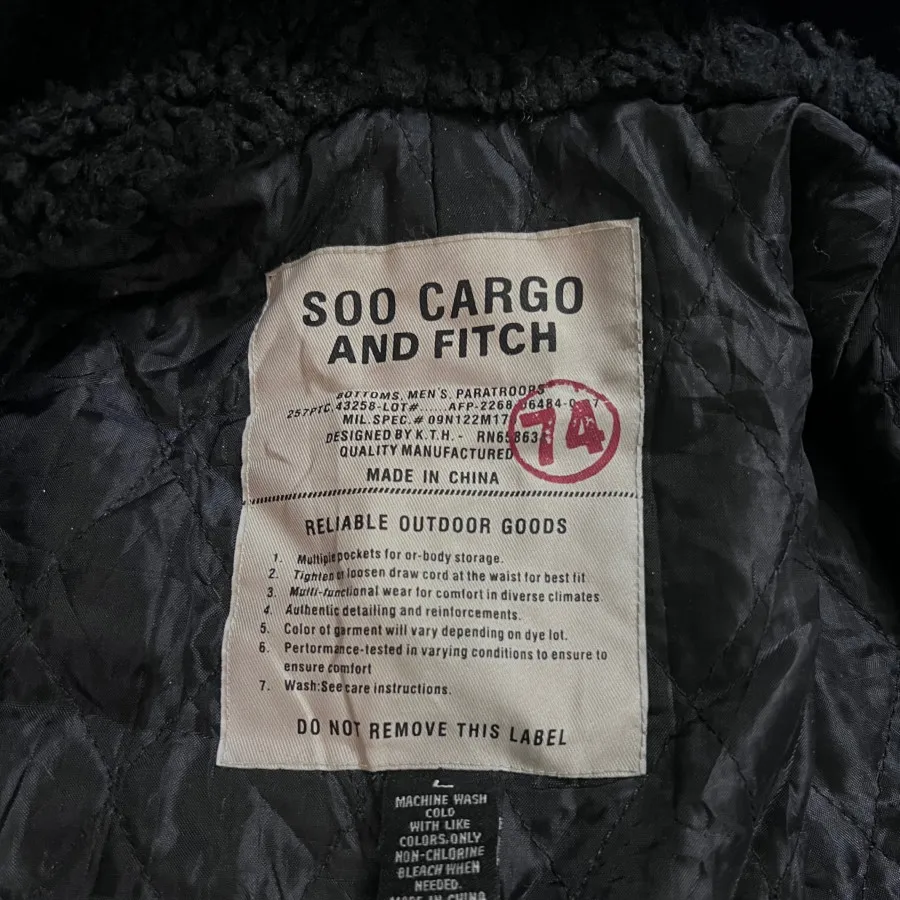 SOO CARGO
AND FITCH
BOTTOMS, MEN'S, PARATROOPS
257PTC, 43258-LOT#......AFP-2268
MIL. SPEC. # 09N122M17
DESIGNED BY K.T.H. - RN65863
QUALITY MANUFACTURED
74
MADE IN CHINA
RELIABLE OUTDOOR GOODS
1. Multiple pockets for or-body storage.
2. Tighten or loosen draw cord at the waist for best fit
3. Multi-functional wear for comfort in diverse climates
4. Authentic detailing and reinforcements.
5. Color of garment will vary depending on dye lot.
6. Performance-tested in varying conditions to ensure to
ensure comfort
7. Wash:See care instructions.
DO NOT REMOVE THIS LABEL
L
MACHINE WASH
COLD
WITH LIKE
COLORS.ONLY
NON-CHLORINE
BLEACH WHEN
NEEDED.
MADE IN CHINA